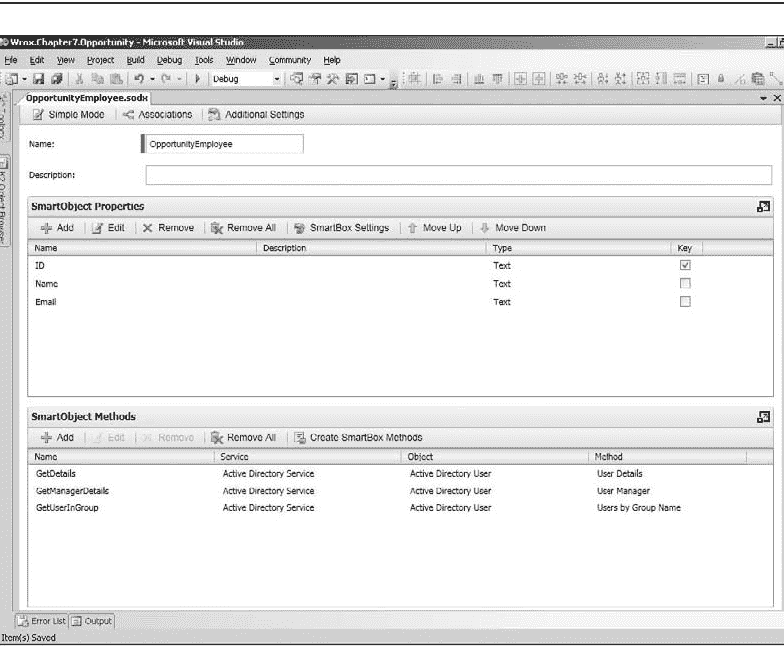 Wrox.Chapter7.Opportunity - Microsoft Visual Studio
File Edit View Project Build Debug Tools Window Community Help
Debug
OpportunityEmployee.sodx
Simple Mode Associations Additional Settings
Name: OpportunityEmployee
Description:
SmartObject Properties
Add Edit Remove Remove All SmartBox Settings Move Up Move Down
Name Description Type Key
ID Text
Name Text
Email Text
SmartObject Methods
Add Edit Remove Remove All Create SmartBox Methods
Name Service Object Method
GetDetails Active Directory Service Active Directory User User Details
GetManagerDetails Active Directory Service Active Directory User User Manager
GetUserInGroup Active Directory Service Active Directory User Users by Group Name
Error List Output
Item(s) Saved
Toolbox
K2 Object Browser